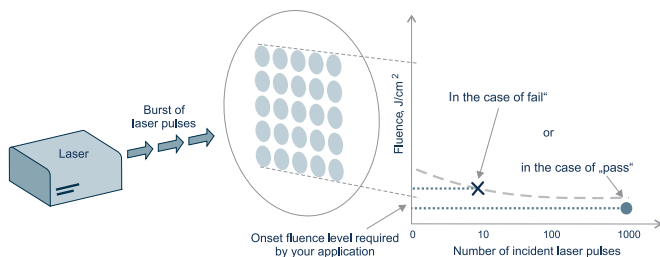 Laser
Burst of
laser pulses
Fluence, J/cm²
In the case of fail“
or
in the case of „pass“
Onset fluence level required
by your application
0 10 100 1000
Number of incident laser pulses